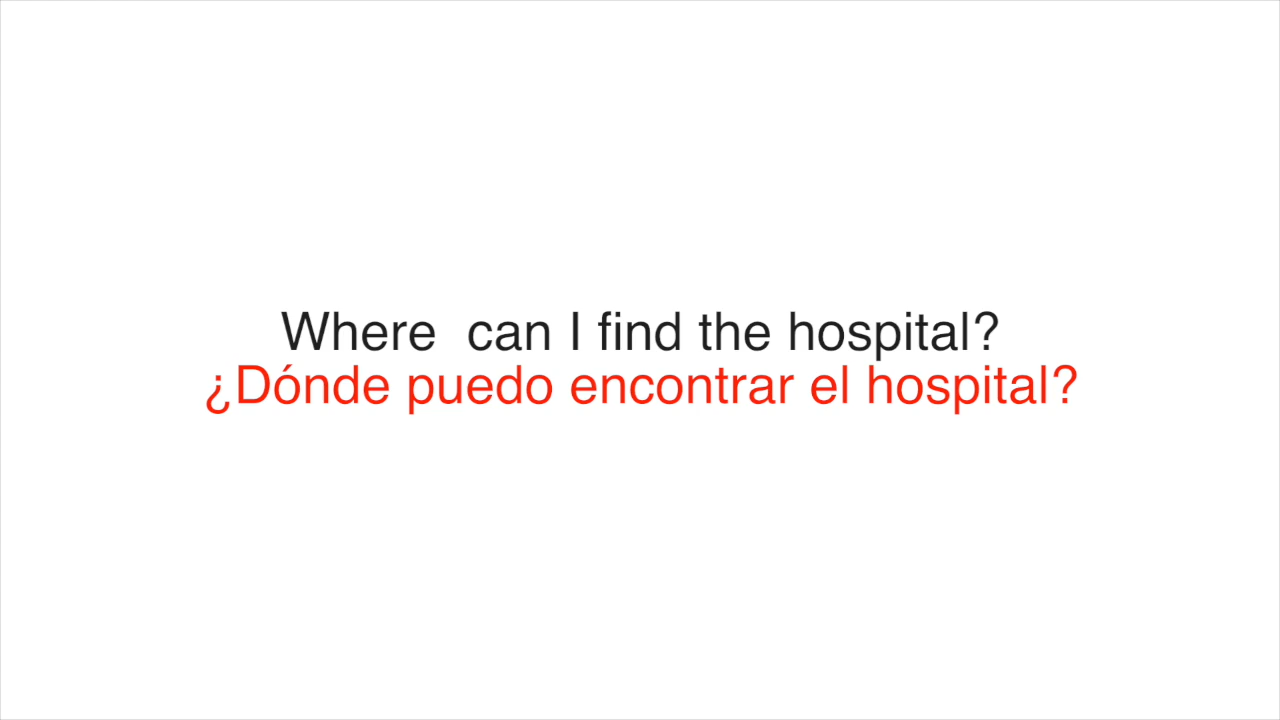 Where  can I find the hospital?
¿Dónde puedo encontrar el hospital?